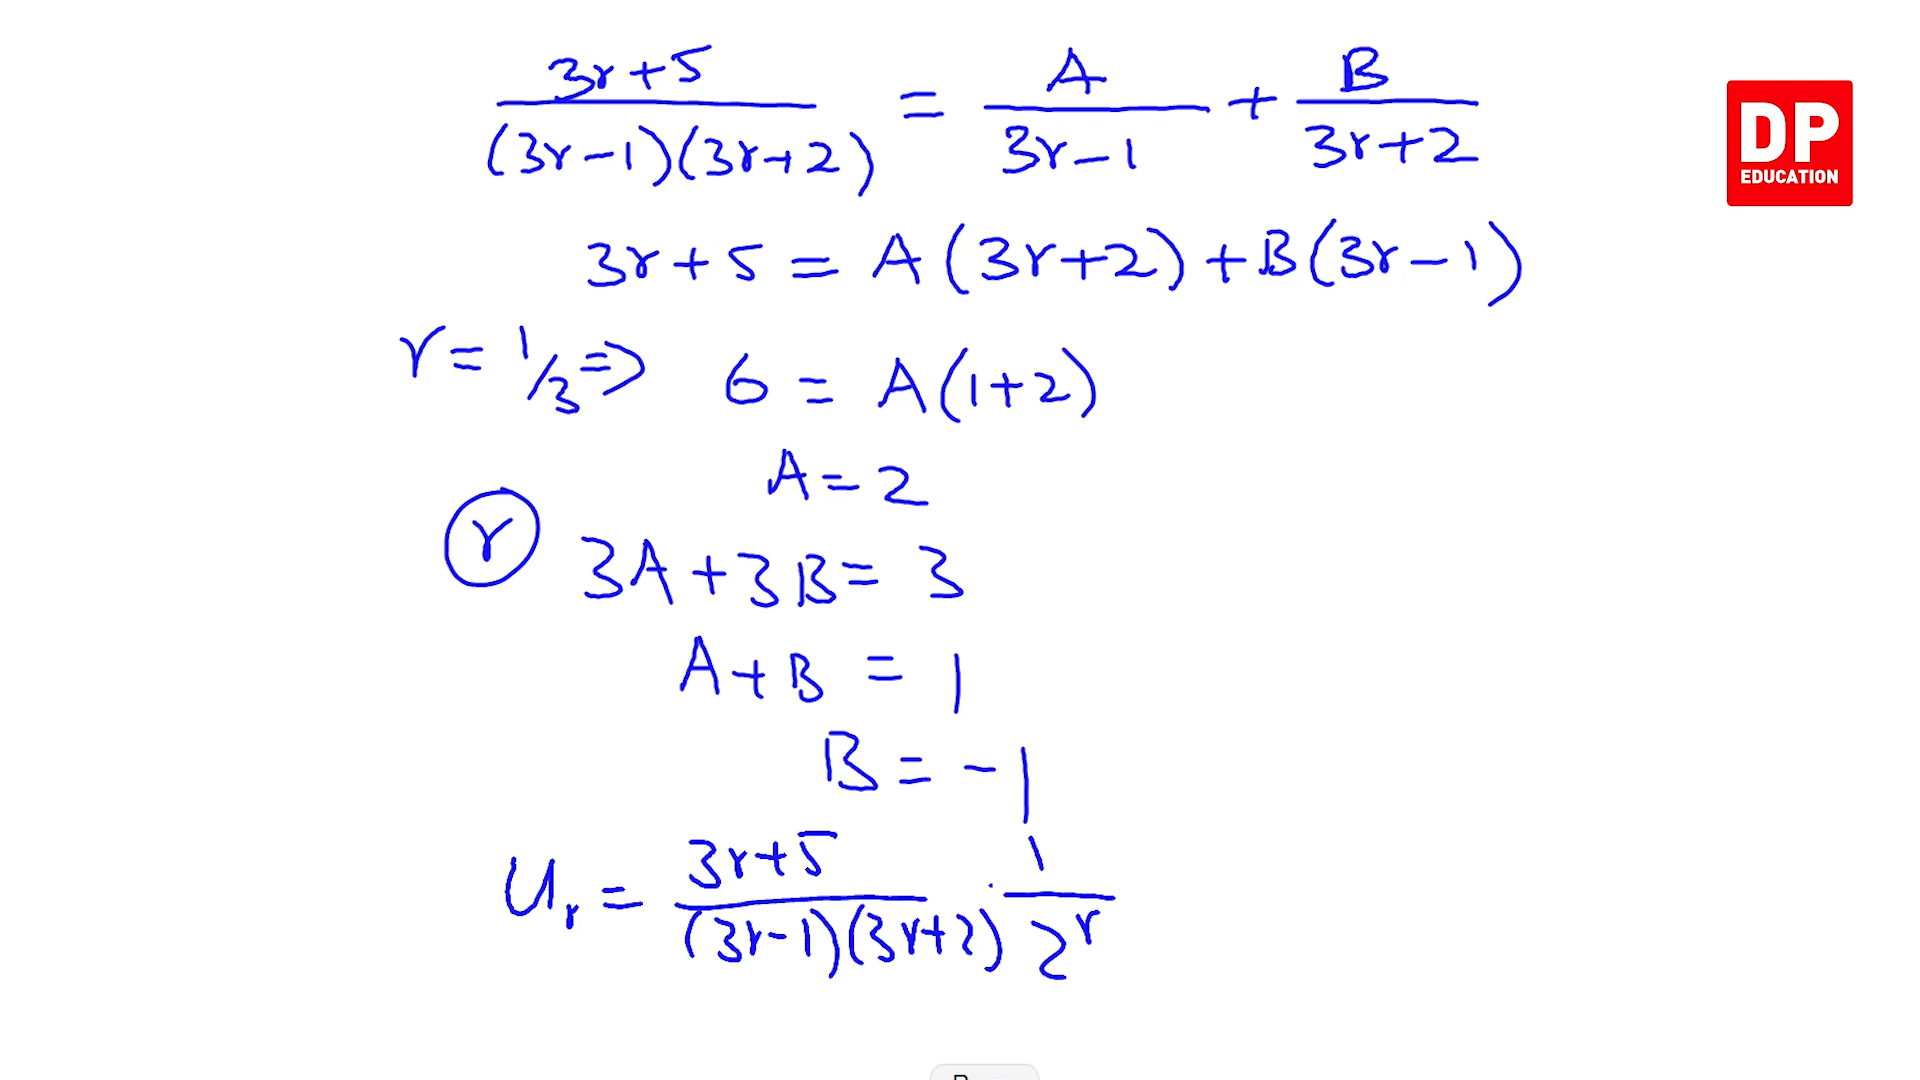 3r+5 / (3r-1)(3r+2) = A / 3r-1 + B / 3r+2
DP
EDUCATION
3r+5 = A(3r+2)+B(3r-1)
r = 1/3 => 6 = A(1+2)
A = 2
r 3A+3B = 3
A+B = 1
B = -1
Ur = 3r+5 / (3r-1)(3r+2) . 1 / 2^r